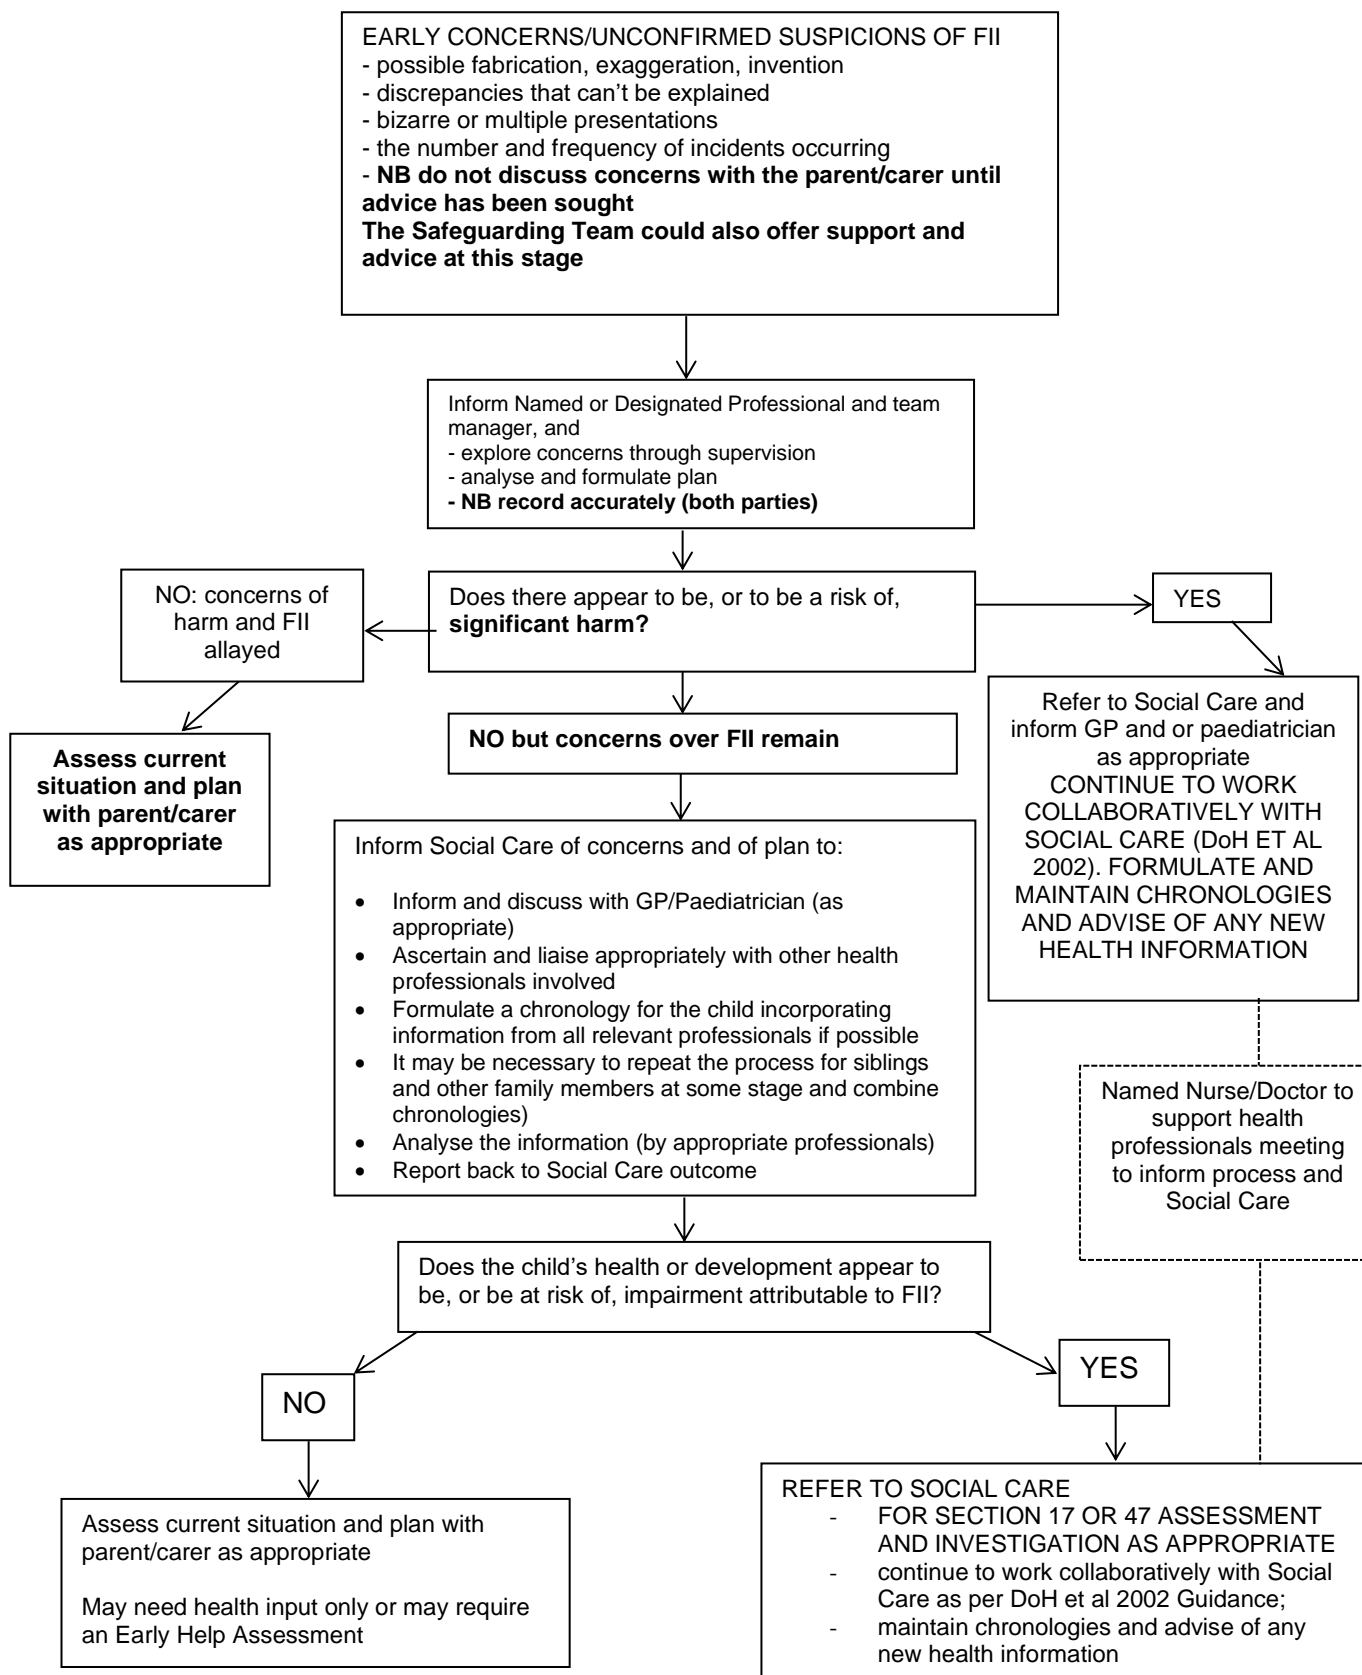 EARLY CONCERNS/UNCONFIRMED SUSPICIONS OF FII
- possible fabrication, exaggeration, invention
- discrepancies that can't be explained
- bizarre or multiple presentations
- the number and frequency of incidents occurring
- NB do not discuss concerns with the parent/carer until
advice has been sought
The Safeguarding Team could also offer support and
advice at this stage
Inform Named or Designated Professional and team
manager, and
- explore concerns through supervision
- analyse and formulate plan
- NB record accurately (both parties)
NO: concerns of
harm and FII
allayed
Does there appear to be, or to be a risk of,
significant harm?
YES
Assess current
situation and plan
with parent/carer
as appropriate
NO but concerns over FII remain
Refer to Social Care and
inform GP and or paediatrician
as appropriate
CONTINUE TO WORK
COLLABORATIVELY WITH
SOCIAL CARE (DoH ET AL
2002). FORMULATE AND
MAINTAIN CHRONOLOGIES
AND ADVISE OF ANY NEW
HEALTH INFORMATION
Inform Social Care of concerns and of plan to:
• Inform and discuss with GP/Paediatrician (as
appropriate)
• Ascertain and liaise appropriately with other health
professionals involved
• Formulate a chronology for the child incorporating
information from all relevant professionals if possible
• It may be necessary to repeat the process for siblings
and other family members at some stage and combine
chronologies)
• Analyse the information (by appropriate professionals)
• Report back to Social Care outcome
Named Nurse/Doctor to
support health
professionals meeting
to inform process and
Social Care
Does the child's health or development appear to
be, or be at risk of, impairment attributable to FII?
NO
YES
Assess current situation and plan with
parent/carer as appropriate
May need health input only or may require
an Early Help Assessment
REFER TO SOCIAL CARE
- FOR SECTION 17 OR 47 ASSESSMENT
AND INVESTIGATION AS APPROPRIATE
- continue to work collaboratively with Social
Care as per DoH et al 2002 Guidance;
- maintain chronologies and advise of any
new health information